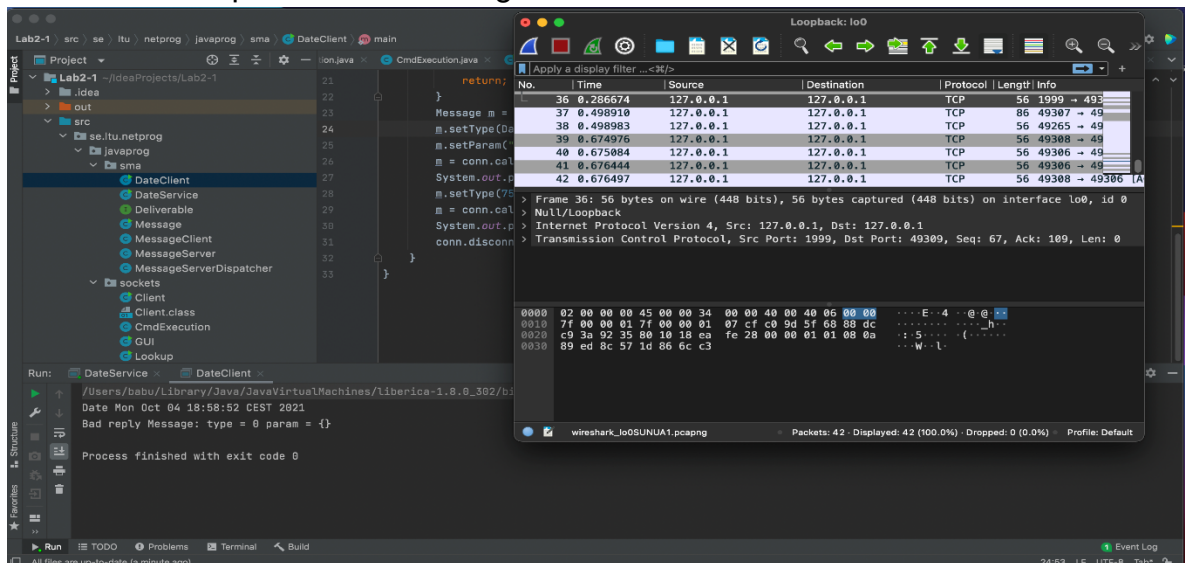 Loopback: lo0
Lab2-1 〉 src 〉 se 〉 ltu 〉 netprog 〉 javaprog 〉 sma 〉 DateClient 〉 main
Project
Lab2-1 ~/IdeaProjects/Lab2-1
.idea
out
src
se.ltu.netprog
javaprog
sma
DateClient
DateService
Deliverable
Message
MessageClient
MessageServer
MessageServerDispatcher
sockets
Client
Client.class
CmdExecution
GUI
Lookup
CmdExecution.java
21 return;
22 }
23 Message m =
24 m.setType(Da
25 m.setParam("
26 m = conn.cal
27 System.out.p
28 m.setType(75
29 m = conn.cal
30 System.out.p
31 conn.disconn
32 }
33 }
Apply a display filter ... <⌘/>
No. Time Source Destination Protocol Length Info
36 0.286674 127.0.0.1 127.0.0.1 TCP 56 1999 → 493
37 0.498910 127.0.0.1 127.0.0.1 TCP 86 49307 → 49
38 0.498983 127.0.0.1 127.0.0.1 TCP 56 49265 → 49
39 0.674976 127.0.0.1 127.0.0.1 TCP 56 49308 → 49
40 0.675084 127.0.0.1 127.0.0.1 TCP 56 49306 → 49
41 0.676444 127.0.0.1 127.0.0.1 TCP 56 49306 → 49
42 0.676497 127.0.0.1 127.0.0.1 TCP 56 49308 → 49306 [A
> Frame 36: 56 bytes on wire (448 bits), 56 bytes captured (448 bits) on interface lo0, id 0
> Null/Loopback
> Internet Protocol Version 4, Src: 127.0.0.1, Dst: 127.0.0.1
> Transmission Control Protocol, Src Port: 1999, Dst Port: 49309, Seq: 67, Ack: 109, Len: 0
0000 02 00 00 00 45 00 00 34 00 00 40 00 40 06 00 00 ····E··4 ··@·@···
0010 7f 00 00 01 7f 00 00 01 07 cf c0 9d 5f 68 88 dc ········ ····_h··
0020 c9 3a 92 35 80 10 18 ea fe 28 00 00 01 01 08 0a ·:·5···· ·(······
0030 89 ed 8c 57 1d 86 6c c3 ···W··l·
wireshark_lo0SUNUA1.pcapng Packets: 42 · Displayed: 42 (100.0%) · Dropped: 0 (0.0%) Profile: Default
Run: DateService DateClient
/Users/babu/Library/Java/JavaVirtualMachines/liberica-1.8.0_302/bi
Date Mon Oct 04 18:58:52 CEST 2021
Bad reply Message: type = 0 param = {}
Process finished with exit code 0
Structure
Favorites
Run TODO Problems Terminal Build 1 Event Log
All files are up-to-date (a minute ago) 24:53 LF UTF-8 Tab*